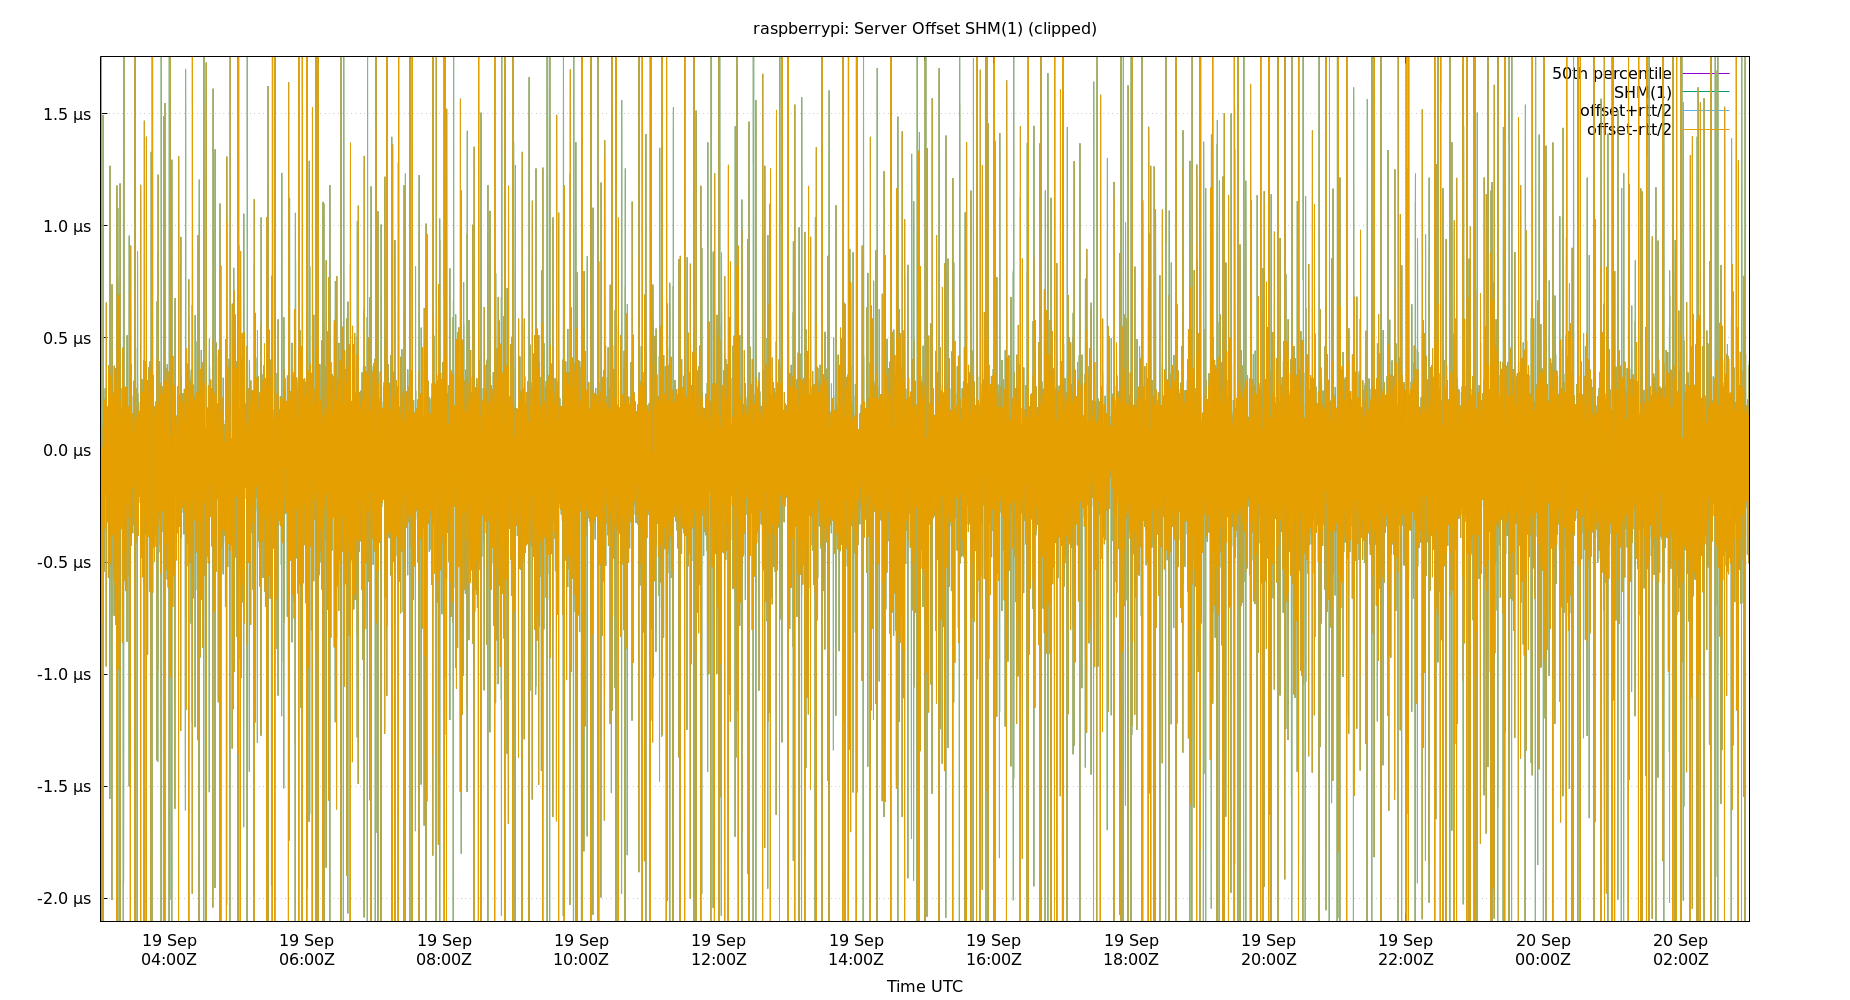 raspberrypi: Server Offset SHM(1) (clipped)
50th percentile
SHM(1)
offset+rtt/2
offset-rtt/2
1.5 µs
1.0 µs
0.5 µs
0.0 µs
-0.5 µs
-1.0 µs
-1.5 µs
-2.0 µs
19 Sep 19 Sep 19 Sep 19 Sep 19 Sep 19 Sep 19 Sep 19 Sep 19 Sep 19 Sep 20 Sep 20 Sep
04:00Z 06:00Z 08:00Z 10:00Z 12:00Z 14:00Z 16:00Z 18:00Z 20:00Z 22:00Z 00:00Z 02:00Z
Time UTC